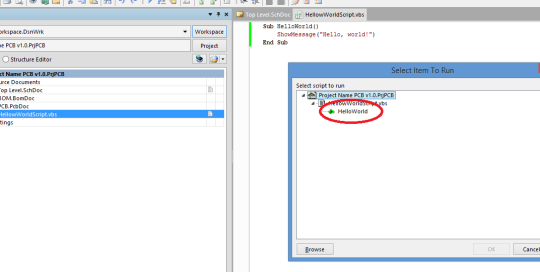 Top Level.SchDoc
HellowWorldScript.vbs
orkspace.DsnWrk
Workspace
e PCB v1.0.PrjPCB
Project
Structure Editor
ct Name PCB v1.0.PrjPCB
urce Documents
Top Level.SchDoc
OM.BomDoc
PCB.PcbDoc
HellowWorldScript.vbs
ttings
Sub HelloWorld()
ShowMessage("Hello, world!")
End Sub
Select Item To Run
Select script to run
Project Name PCB v1.0.PrjPCB
HellowWorldScript.vbs
HelloWorld
Browse
OK
Cancel